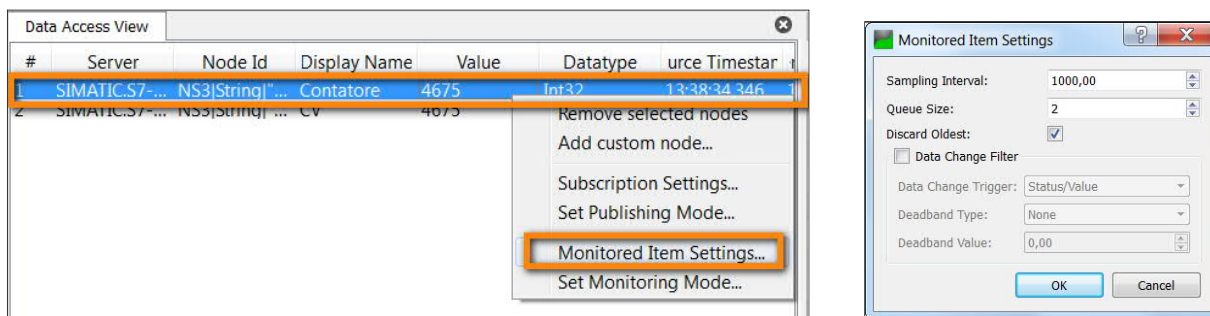 Data Access View
# Server Node Id Display Name Value Datatype urce Timestar
1 SIMATIC.S7-... NS3|String|"... Contatore 4675 Int32 13:38:34.346 1
2 SIMATIC.S7-... NS3|String| ... CV 4675
Remove selected nodes
Add custom node...
Subscription Settings...
Set Publishing Mode...
Monitored Item Settings...
Set Monitoring Mode...
Monitored Item Settings
Sampling Interval: 1000,00
Queue Size: 2
Discard Oldest:
Data Change Filter
Data Change Trigger: Status/Value
Deadband Type: None
Deadband Value: 0,00
OK Cancel